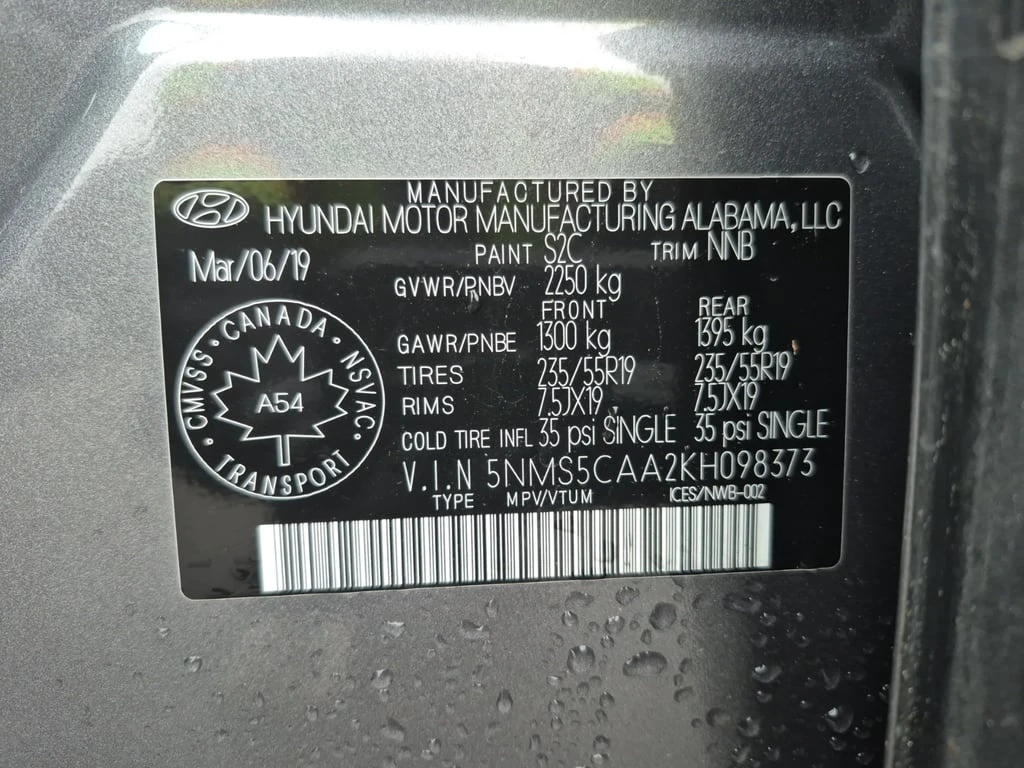 MANUFACTURED BY
HYUNDAI MOTOR MANUFACTURING ALABAMA, LLC
PAINT S2C TRIM NNB
Mar/06/19
GVWR/PNBV 2250 kg
FRONT REAR
GAWR/PNBE 1300 kg 1395 kg
TIRES 235/55R19 235/55R19
RIMS 7.5JX19 7.5JX19
COLD TIRE INFL 35 psi SINGLE 35 psi SINGLE
V.I.N 5NMS5CAA2KH098373
TYPE MPV/VTUM ICES/NWB-002
CMVSS • CANADA • NSVAC • TRANSPORT •
A54